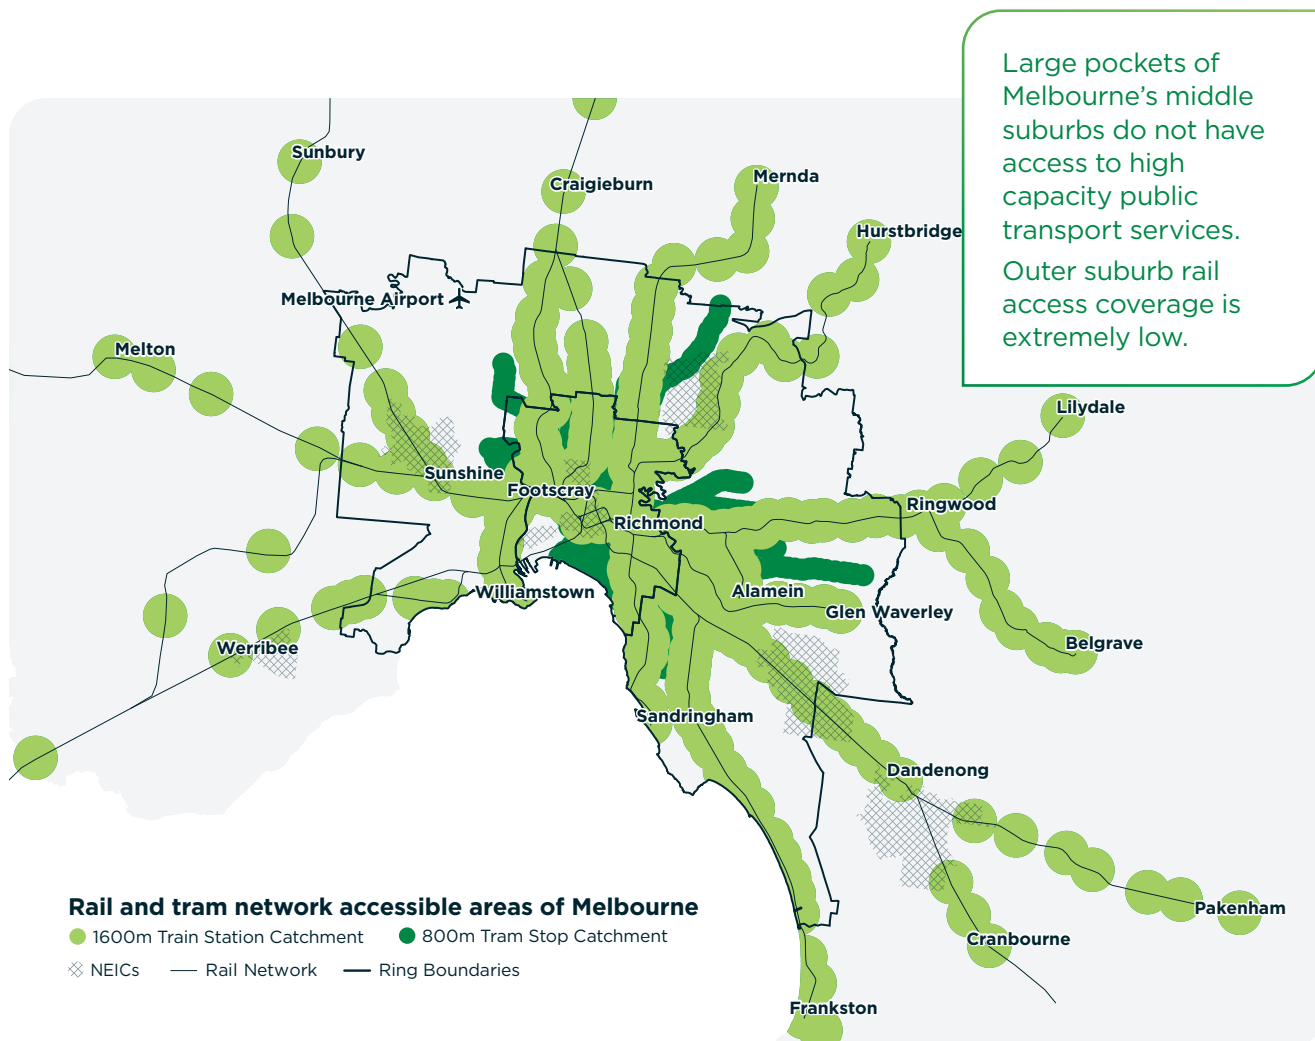 Large pockets of
Melbourne’s middle
suburbs do not have
access to high
capacity public
transport services.
Outer suburb rail
access coverage is
extremely low.
Sunbury
Craigieburn
Mernda
Hurstbridge
Melbourne Airport
Melton
Lilydale
Sunshine
Footscray
Ringwood
Richmond
Williamstown
Alamein
Glen Waverley
Werribee
Belgrave
Sandringham
Dandenong
Pakenham
Cranbourne
Frankston
Rail and tram network accessible areas of Melbourne
1600m Train Station Catchment
800m Tram Stop Catchment
NEICs
Rail Network
Ring Boundaries